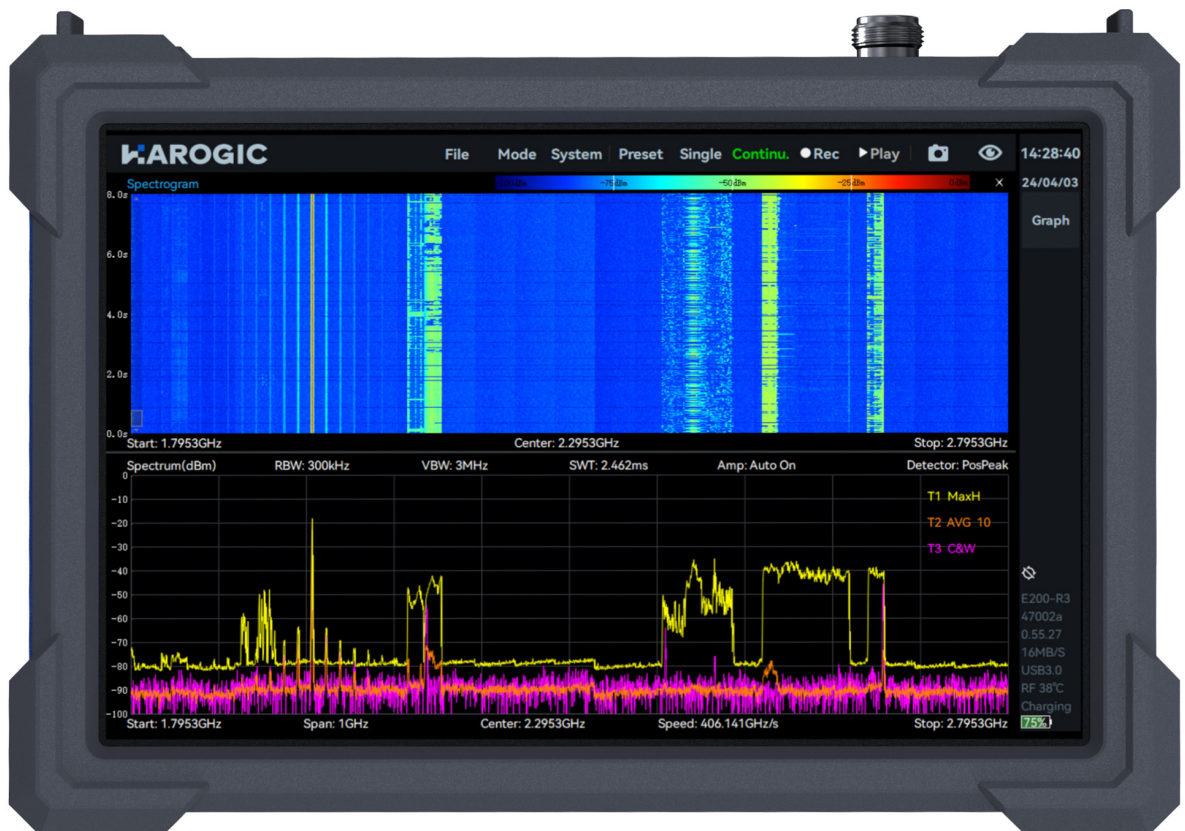 HAROGIC File Mode System Preset Single Continu. Rec Play 14:28:40
Spectrogram -75dBm -50dBm -25dBm × 24/04/03
Graph
8.0s
6.0s
4.0s
2.0s
0.0s
Start: 1.7953GHz Center: 2.2953GHz Stop: 2.7953GHz
Spectrum(dBm) RBW: 300kHz VBW: 3MHz SWT: 2.462ms Amp: Auto On Detector: PosPeak
0
-10
T1 MaxH
-20
T2 AVG 10
-30
T3 C&W
-40
-50
-60
-70
-80
-90
-100
Start: 1.7953GHz Span: 1GHz Center: 2.2953GHz Speed: 406.141GHz/s Stop: 2.7953GHz
E200-R3
47002a
0.55.27
16MB/S
USB3.0
RF 38℃
Charging
75%